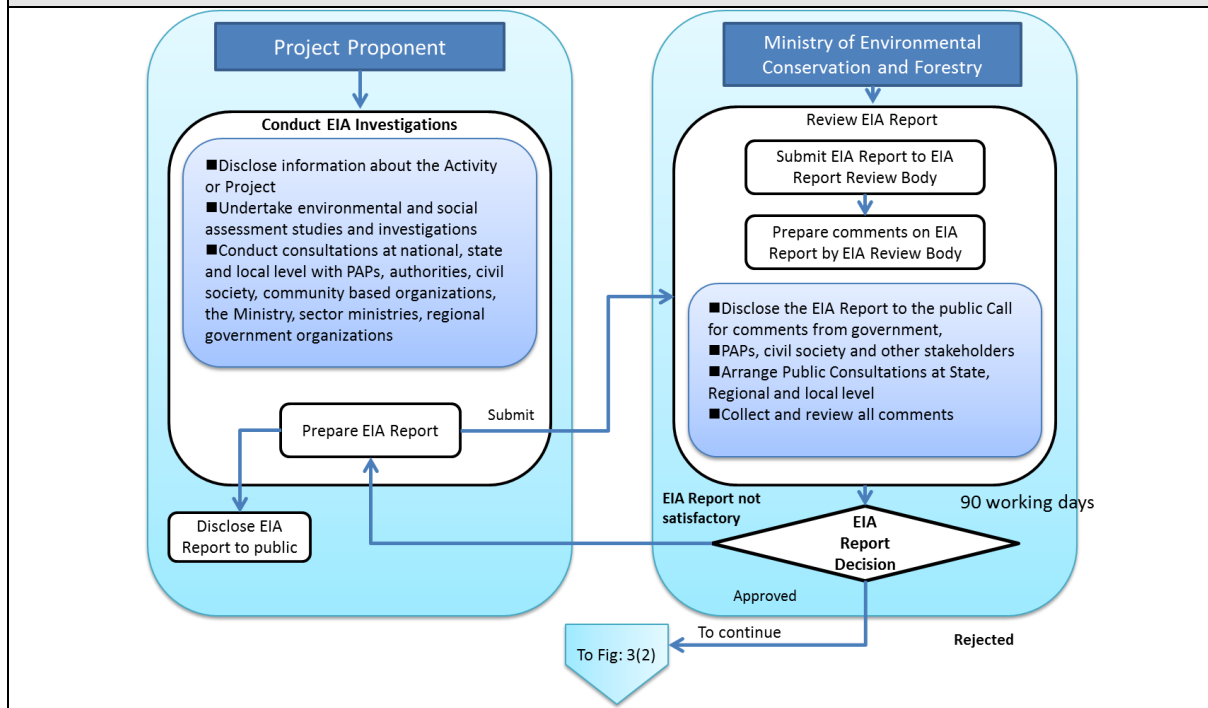 Project Proponent
Conduct EIA Investigations
■Disclose information about the Activity
or Project
■Undertake environmental and social
assessment studies and investigations
■Conduct consultations at national, state
and local level with PAPs, authorities, civil
society, community based organizations,
the Ministry, sector ministries, regional
government organizations
Prepare EIA Report
Submit
Disclose EIA
Report to public
Ministry of Environmental
Conservation and Forestry
Review EIA Report
Submit EIA Report to EIA
Report Review Body
Prepare comments on EIA
Report by EIA Review Body
■Disclose the EIA Report to the public Call
for comments from government,
■PAPs, civil society and other stakeholders
■Arrange Public Consultations at State,
Regional and local level
■Collect and review all comments
EIA Report not
satisfactory
90 working days
EIA
Report
Decision
Approved
To continue
Rejected
To Fig: 3(2)